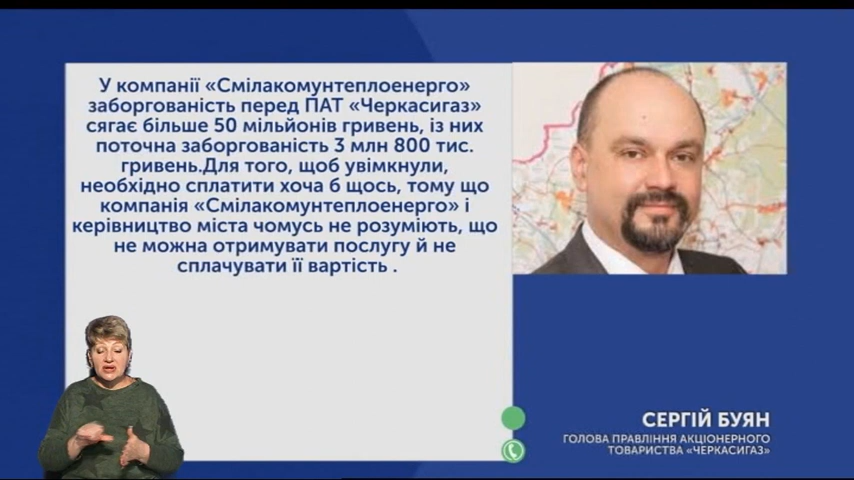 У компанії «Смілакомунтеплоенерго»
заборгованість перед ПАТ «Черкасигаз»
сягає більше 50 мільйонів гривень, із них
поточна заборгованість 3 млн 800 тис.
гривень.Для того, щоб увімкнули,
необхідно сплатити хоча б щось, тому що
компанія «Смілакомунтеплоенерго» і
керівництво міста чомусь не розуміють, що
не можна отримувати послугу й не
сплачувати її вартість .
СЕРГІЙ БУЯН
ГОЛОВА ПРАВЛІННЯ АКЦІОНЕРНОГО
ТОВАРИСТВА «ЧЕРКАСИГАЗ»